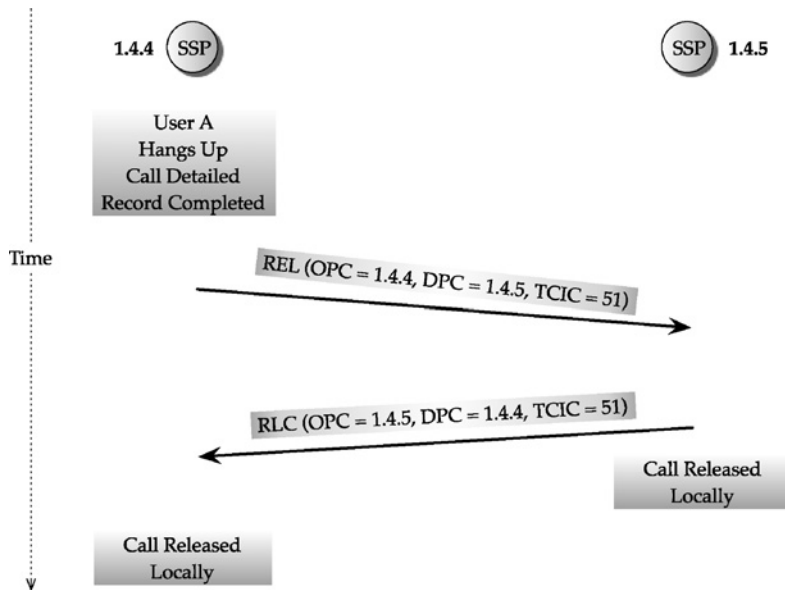 1.4.4 SSP SSP 1.4.5
User A
Hangs Up
Call Detailed
Record Completed
Time
REL (OPC = 1.4.4, DPC = 1.4.5, TCIC = 51)
RLC (OPC = 1.4.5, DPC = 1.4.4, TCIC = 51)
Call Released
Locally
Call Released
Locally